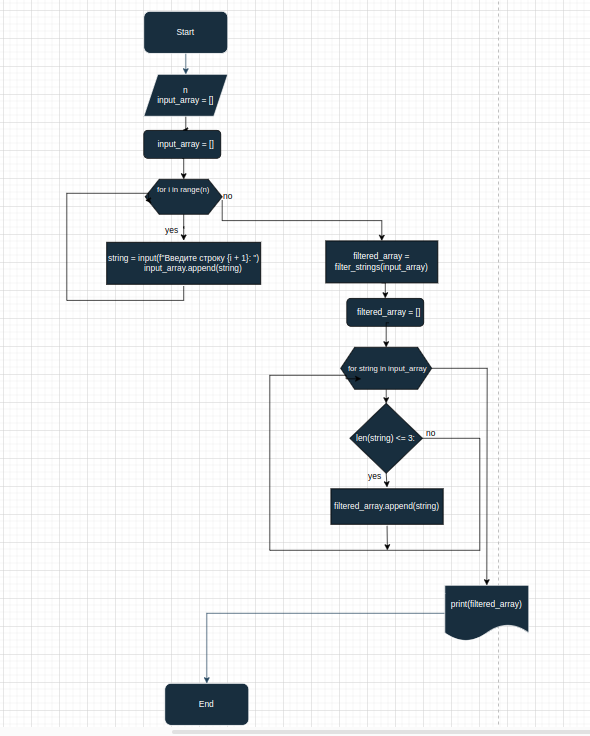 Start
n
input_array = []
input_array = []
for i in range(n)
no
yes
string = input(f"Введите строку {i + 1}: ")
input_array.append(string)
filtered_array =
filter_strings(input_array)
filtered_array = []
for string in input_array
len(string) <= 3:
no
yes
filtered_array.append(string)
print(filtered_array)
End